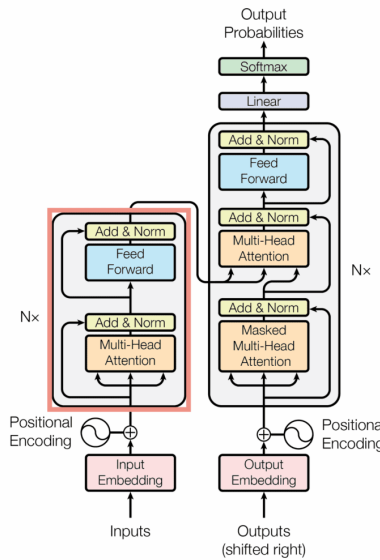 Output
Probabilities
Softmax
Linear
Add & Norm
Feed
Forward
Add & Norm
Multi-Head
Attention
Nx
Add & Norm
Masked
Multi-Head
Attention
Positional
Encoding
Output
Embedding
Outputs
(shifted right)
Add & Norm
Feed
Forward
Nx
Add & Norm
Multi-Head
Attention
Positional
Encoding
Input
Embedding
Inputs